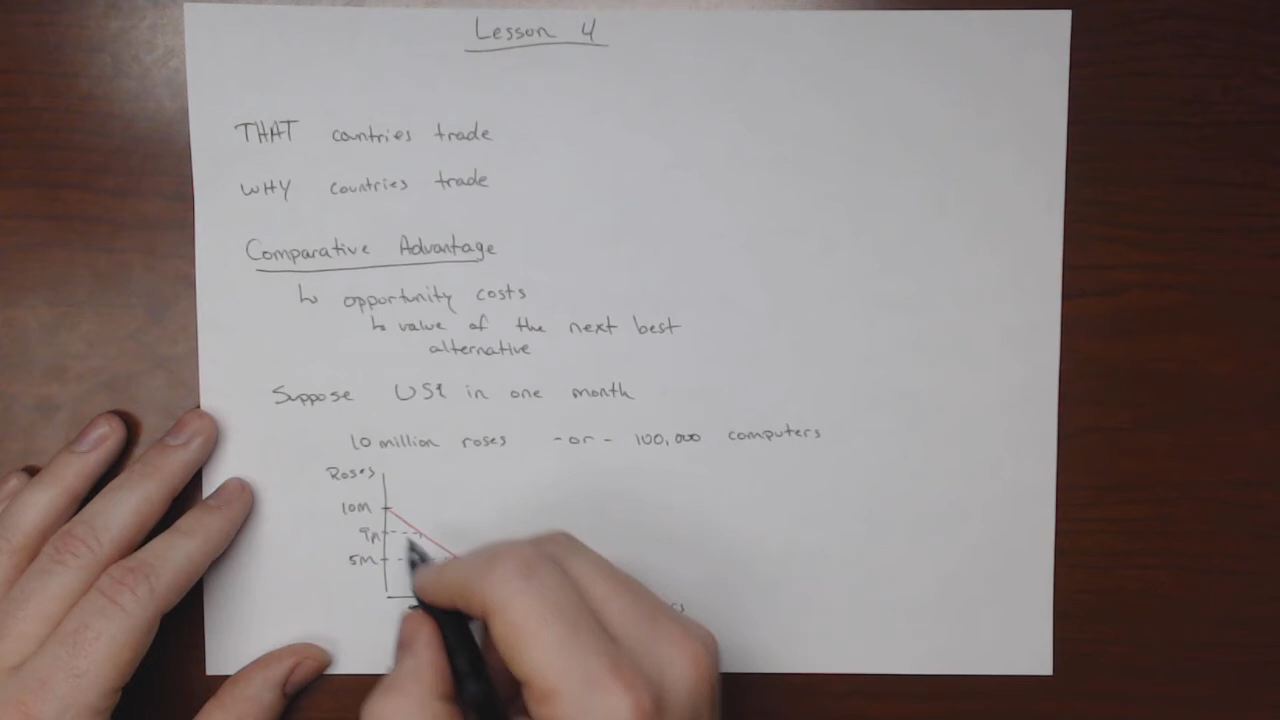 Lesson 4
THAT countries trade
WHY countries trade
Comparative Advantage
↳ opportunity costs
↳ value of the next best
alternative
Suppose US: in one month
10 million roses - or - 100,000 computers
Roses
10M
9M
5M